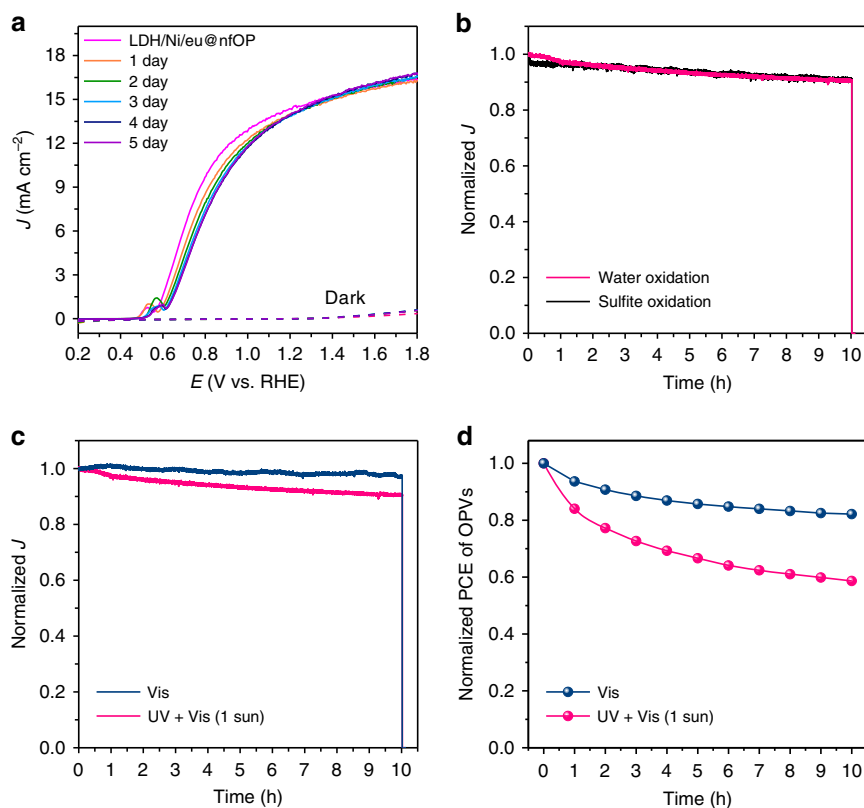 a
LDH/Ni/eu@nfOP
1 day
2 day
3 day
4 day
5 day
18
15
12
9
6
3
0
J (mA cm−2)
Dark
0.2 0.4 0.6 0.8 1.0 1.2 1.4 1.6 1.8
E (V vs. RHE)
b
1.0
0.8
0.6
0.4
0.2
0.0
Normalized J
Water oxidation
Sulfite oxidation
0 1 2 3 4 5 6 7 8 9 10
Time (h)
c
1.0
0.8
0.6
0.4
0.2
0.0
Normalized J
Vis
UV + Vis (1 sun)
0 1 2 3 4 5 6 7 8 9 10
Time (h)
d
1.0
0.8
0.6
0.4
0.2
0.0
Normalized PCE of OPVs
Vis
UV + Vis (1 sun)
0 1 2 3 4 5 6 7 8 9 10
Time (h)